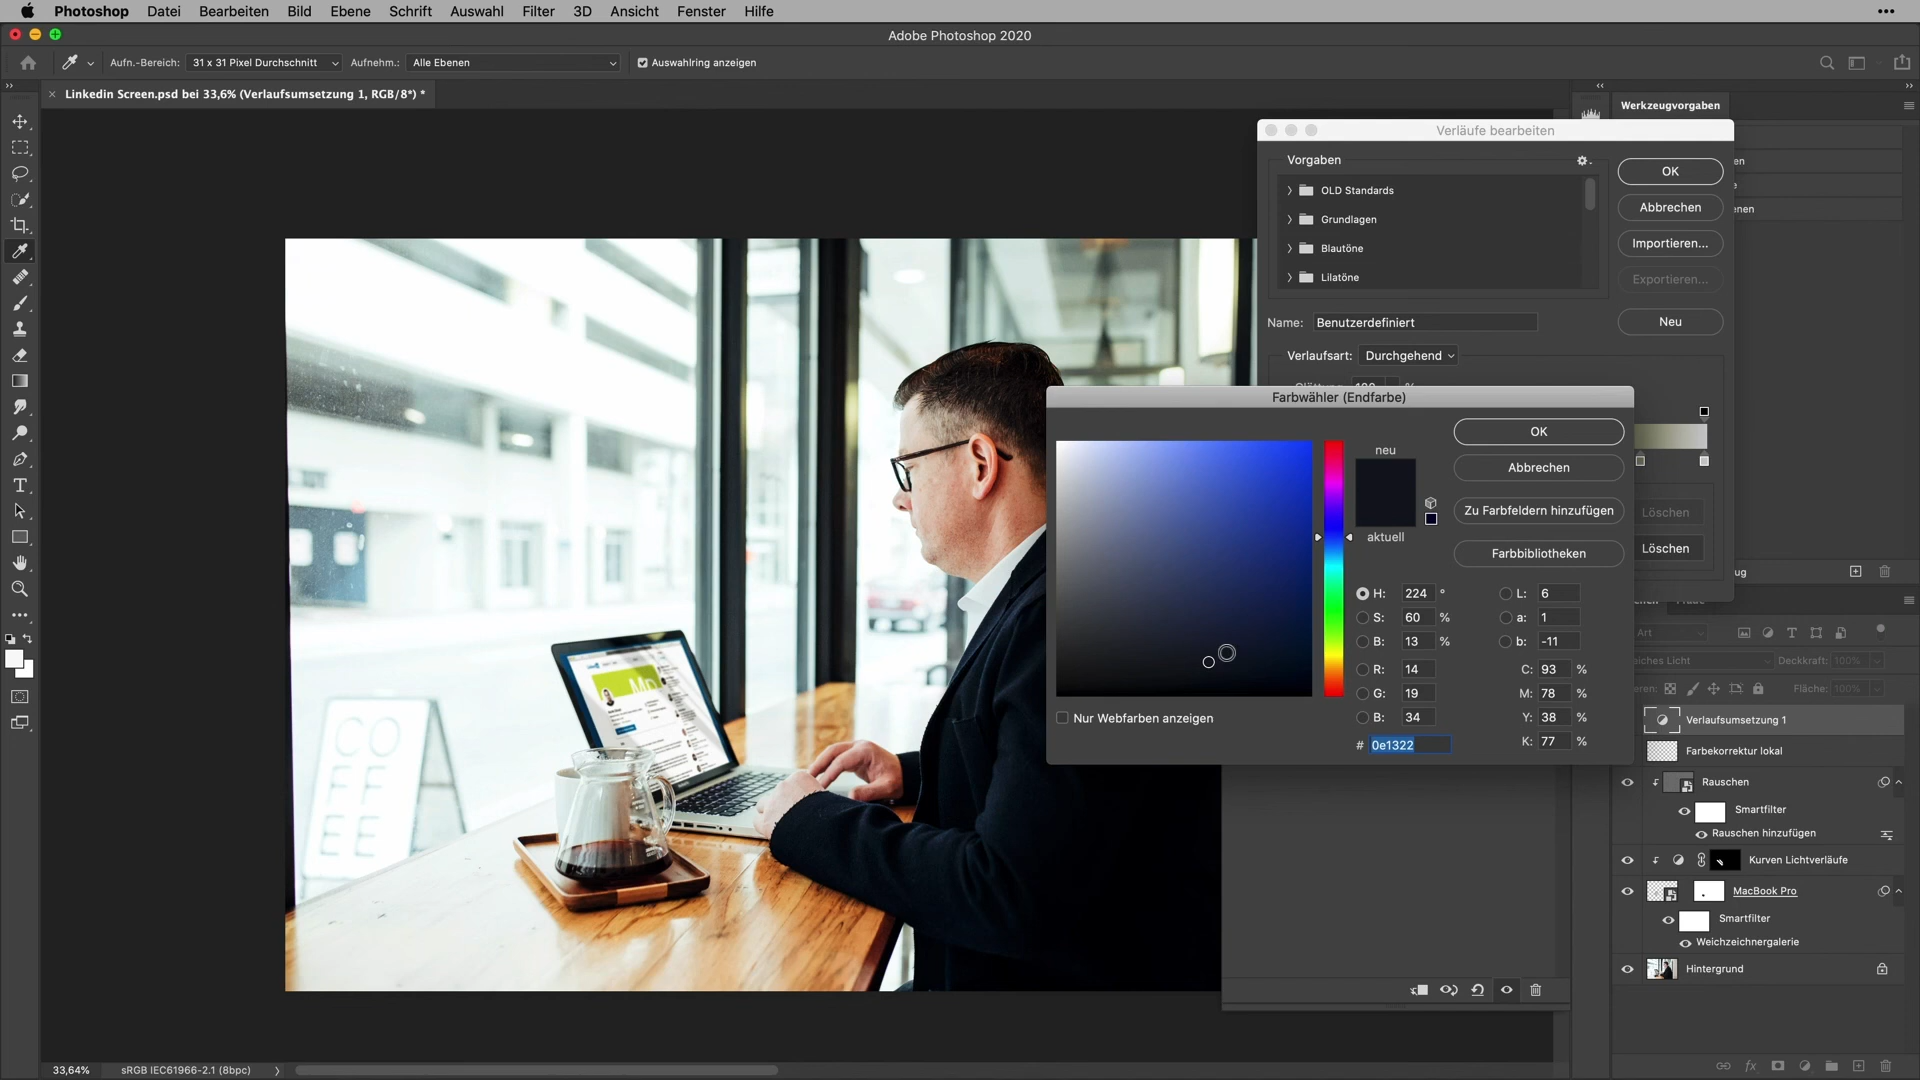 Photoshop Datei Bearbeiten Bild Ebene Schrift Auswahl Filter 3D Ansicht Fenster Hilfe
Adobe Photoshop 2020
Aufn.-Bereich: 31 x 31 Pixel Durchschnitt Aufnehm.: Alle Ebenen Auswahlring anzeigen
Linkedin Screen.psd bei 33,6% (Verlaufsumsetzung 1, RGB/8*) *
Werkzeugvorgaben
Verläufe bearbeiten
Vorgaben
OLD Standards
Grundlagen
Blautöne
Lilatöne
OK
Abbrechen
Importieren...
Exportieren...
Neu
Name: Benutzerdefiniert
Verlaufsart: Durchgehend
Farbwähler (Endfarbe)
neu
aktuell
OK
Abbrechen
Zu Farbfeldern hinzufügen
Farbbibliotheken
Löschen
Löschen
H: 224 °
S: 60 %
B: 13 %
R: 14
G: 19
B: 34
# 0e1322
L: 6
a: 1
b: -11
C: 93 %
M: 78 %
Y: 38 %
K: 77 %
Nur Webfarben anzeigen
Art
Deckkraft: 100%
Fläche: 100%
Verlaufsumsetzung 1
Farbekorrektur lokal
Rauschen
Smartfilter
Rauschen hinzufügen
Kurven Lichtverläufe
MacBook Pro
Smartfilter
Weichzeichnergalerie
Hintergrund
CO
EE
33,64% sRGB IEC61966-2.1 (8bpc)